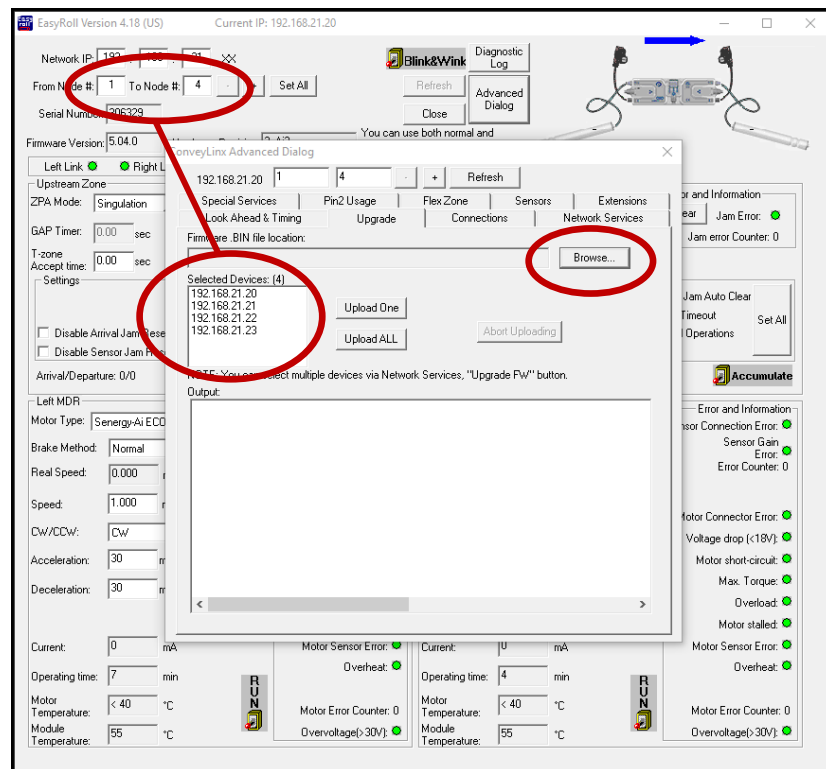 EasyRoll Version 4.18 (US) Current IP: 192.168.21.20
Network IP: 192 . 168 . 21 .XX
Blink&Wink
Diagnostic Log
From Node #: 1 To Node #: 4 - + Set All
Refresh
Advanced Dialog
Serial Number 306329
Close
You can use both normal and
Firmware Version: 5.04.0
Left Link
Right L
Upstream Zone
ZPA Mode: Singulation
GAP Timer: 0.00 sec
T-zone
Accept time: 0.00 sec
Settings
Disable Arrival Jam Rese
Disable Sensor Jam
Arrival/Departure: 0/0
Left MDR
Motor Type: Senergy-Ai ECO
Brake Method: Normal
Real Speed: 0.000
Speed: 1.000
CW/CCW: CW
Acceleration: 30
Deceleration: 30
ConveyLinx Advanced Dialog
192.168.21.20 1 4 - + Refresh
Special Services Pin2 Usage Flex Zone Sensors Extensions
Look Ahead & Timing Upgrade Connections Network Services
Firmware .BIN file location:
Browse...
Selected Devices: (4)
192.168.21.20
192.168.21.21
192.168.21.22
192.168.21.23
Upload One
Upload ALL
Abort Uploading
NOTE: You can select multiple devices via Network Services, "Upgrade FW" button.
Output:
or and Information
ear Jam Error:
Jam error Counter: 0
Jam Auto Clear
Timeout
Operations
Set All
Accumulate
Error and Information
nsor Connection Error:
Sensor Gain
Error:
Error Counter: 0
Motor Connector Error:
Voltage drop (<18V):
Motor short-circuit:
Max. Torque:
Overload:
Motor stalled:
Current: 0 mA
Motor Sensor Error:
Operating time: 7 min
Overheat:
Motor
Temperature: < 40 °C
RUN
Motor Error Counter: 0
Module
Temperature: 55 °C
Overvoltage(>30V):
Current: 0 mA
Motor Sensor Error:
Operating time: 4 min
Overheat:
Motor
Temperature: < 40 °C
RUN
Motor Error Counter: 0
Module
Temperature: 55 °C
Overvoltage(>30V):